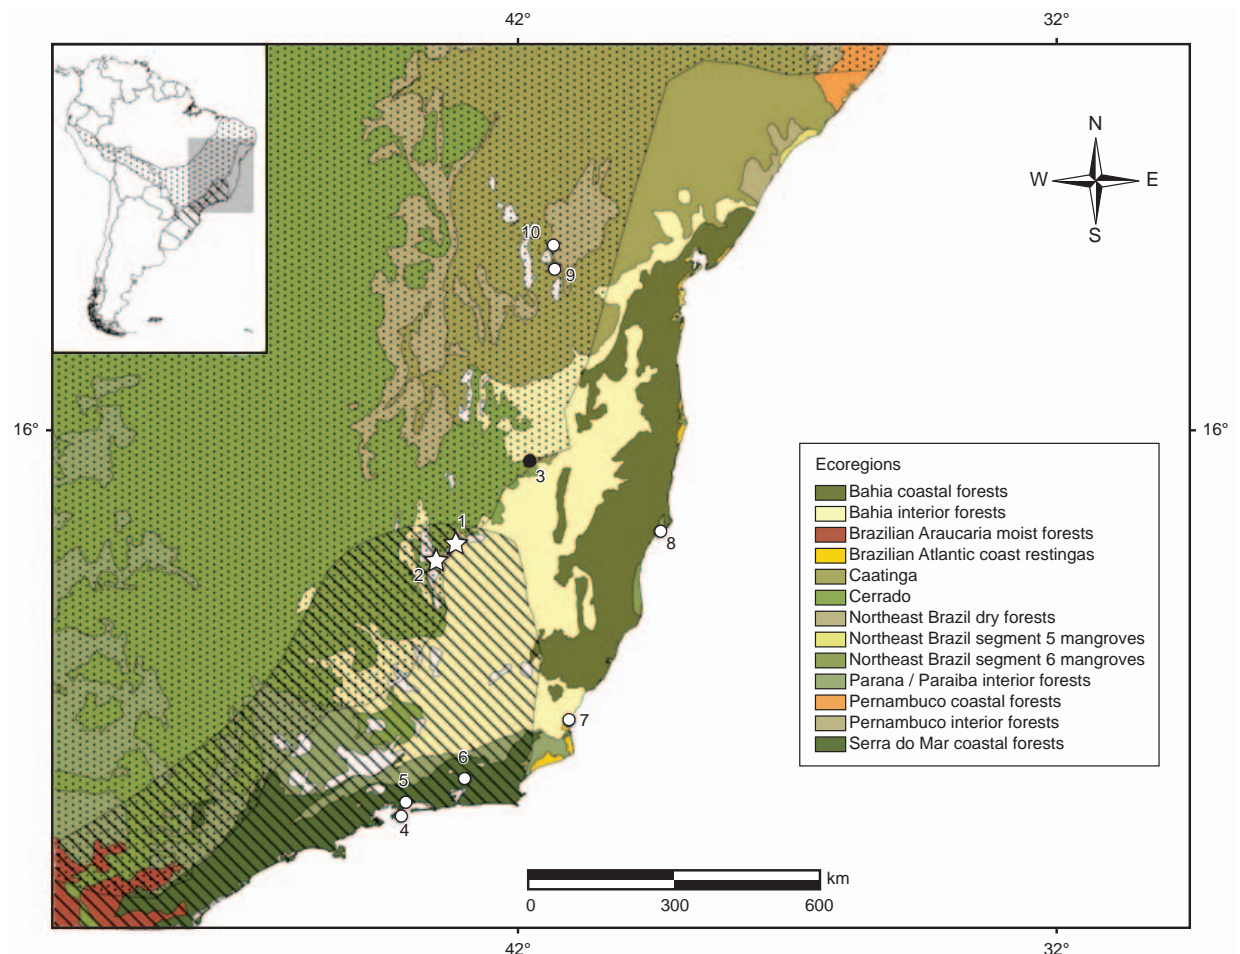 42°
32°
N
W
E
S
10
9
16°
16°
3
1
2
8
Ecoregions
Bahia coastal forests
Bahia interior forests
Brazilian Araucaria moist forests
Brazilian Atlantic coast restingas
Caatinga
Cerrado
Northeast Brazil dry forests
Northeast Brazil segment 5 mangroves
Northeast Brazil segment 6 mangroves
Parana / Paraiba interior forests
Pernambuco coastal forests
Pernambuco interior forests
Serra do Mar coastal forests
7
6
5
4
km
0
300
600
42°
32°